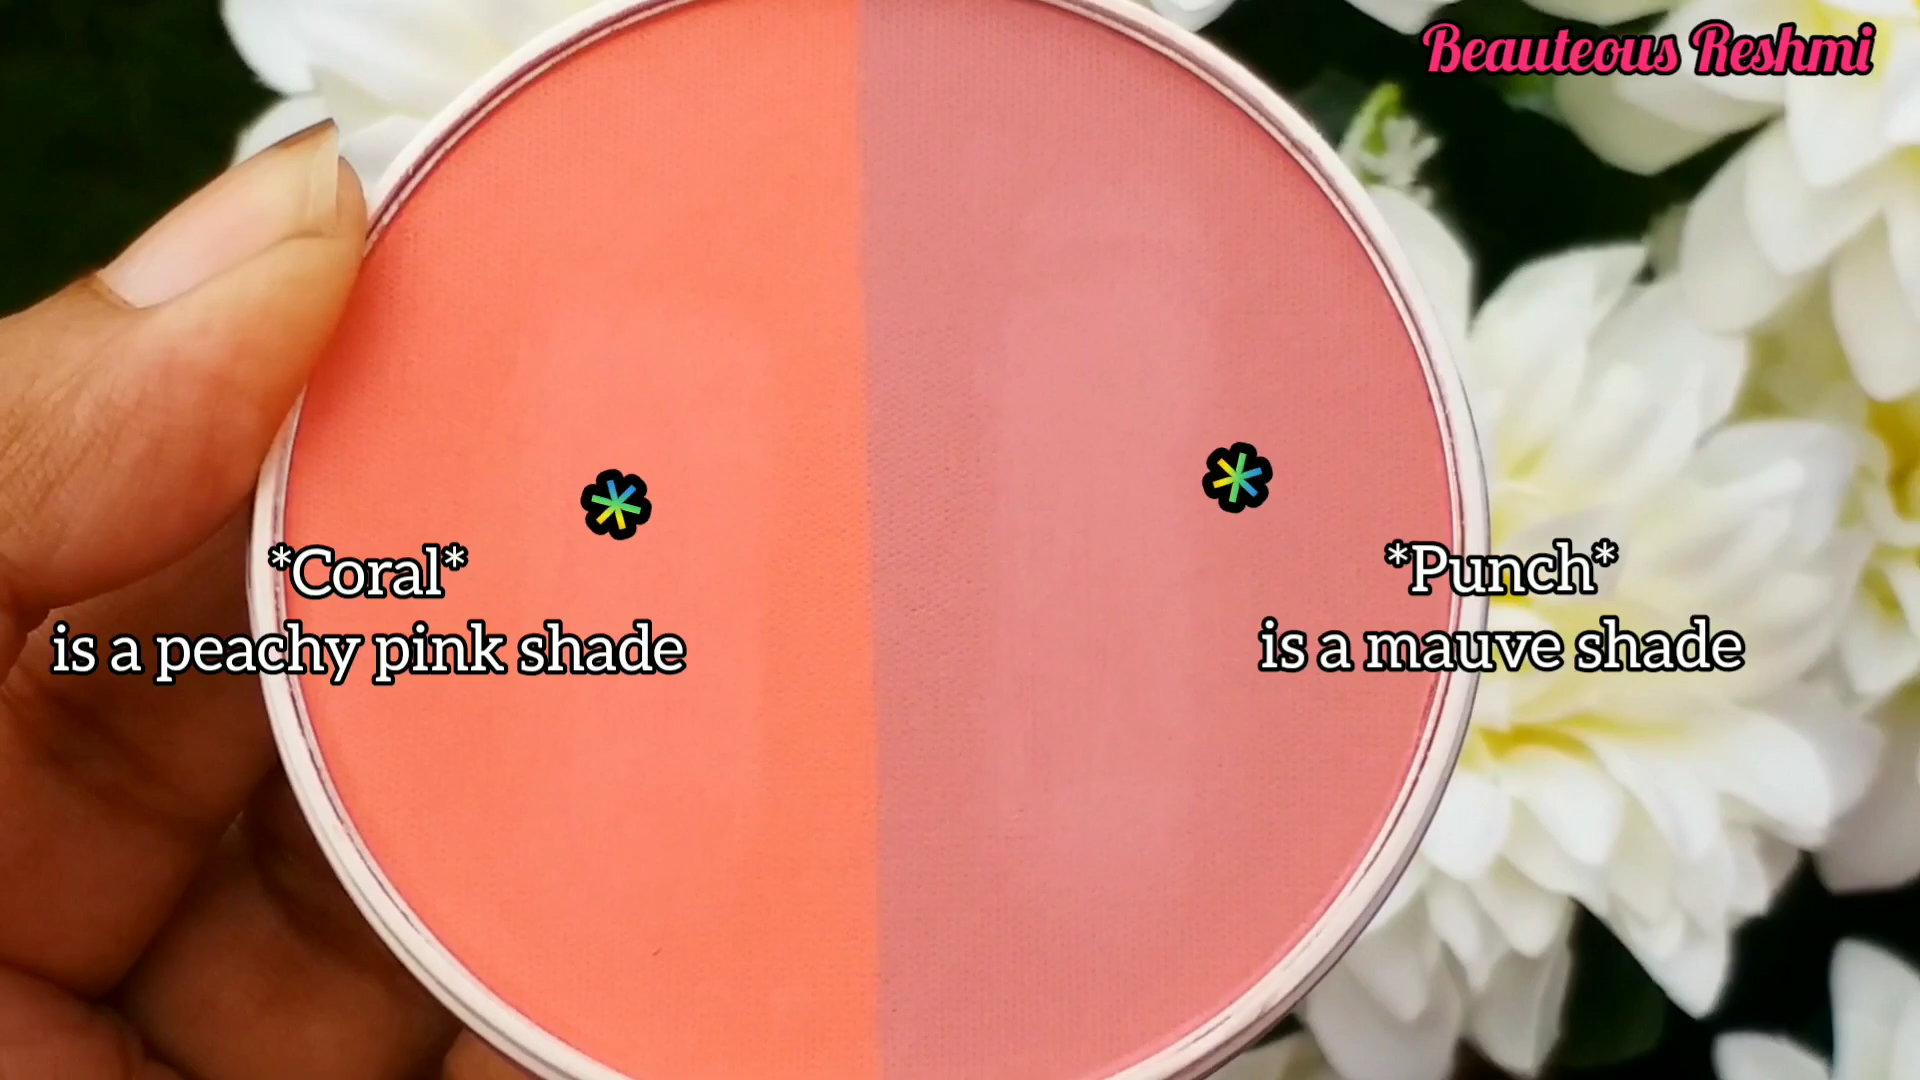 Beauteous Reshmi
*Coral*
is a peachy pink shade
*Punch*
is a mauve shade